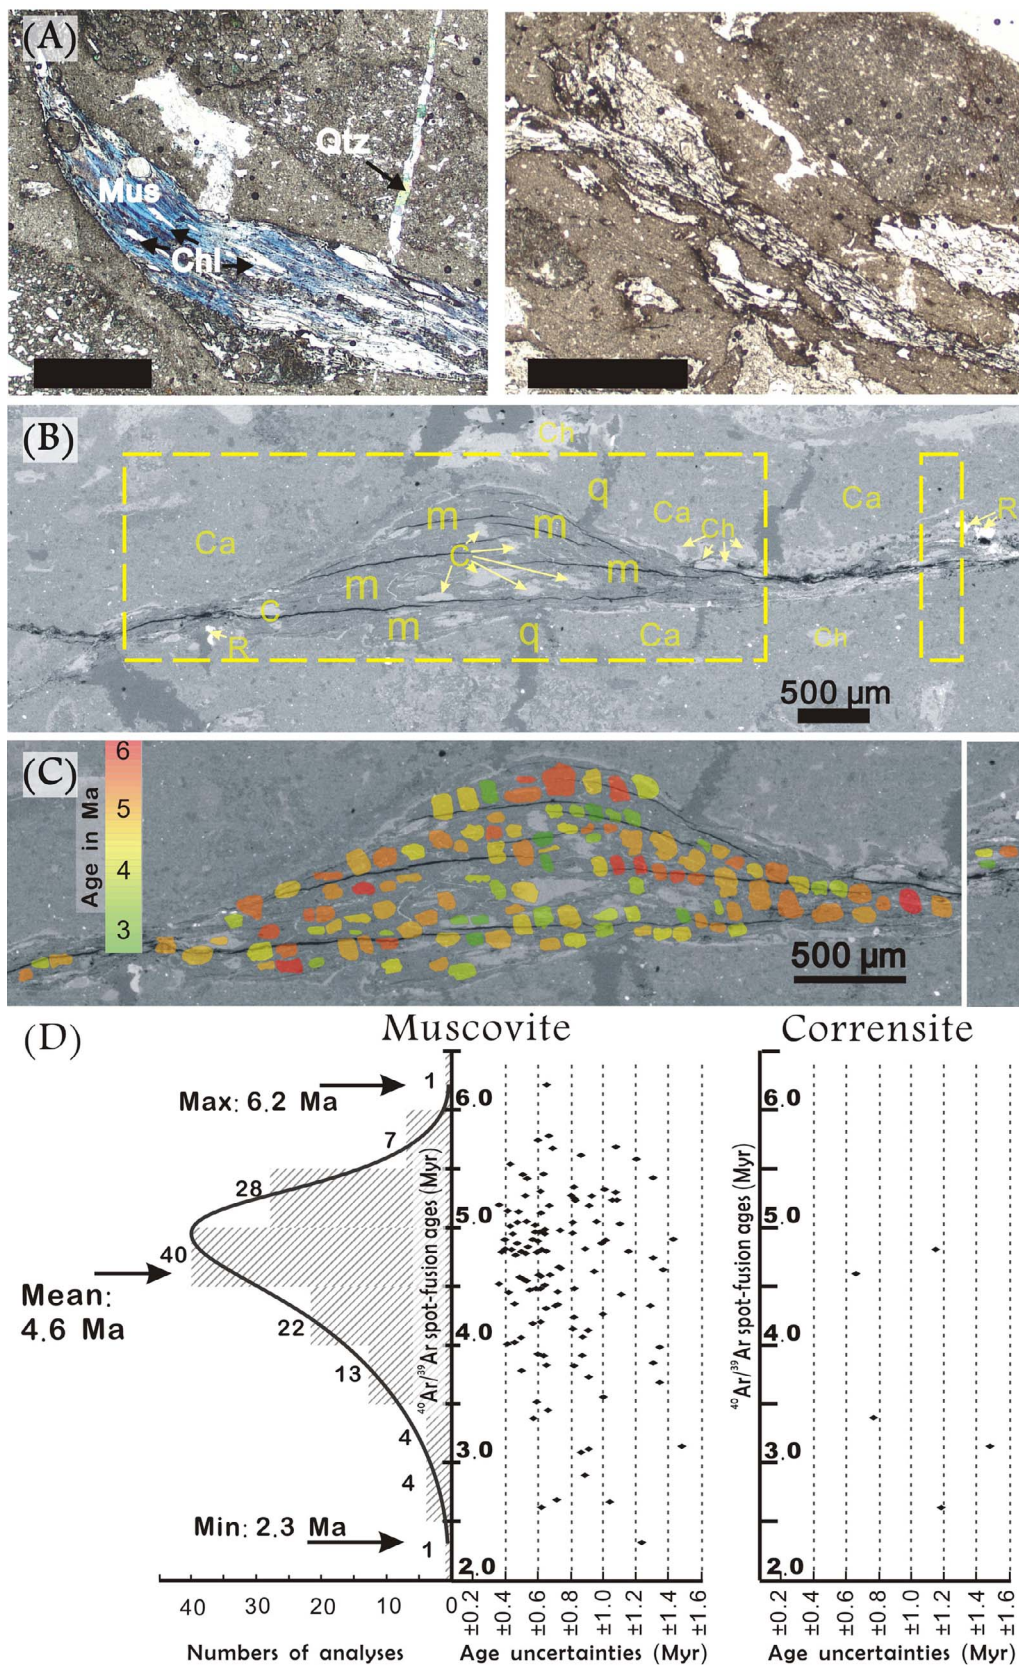 (A)
Qtz
Mus
Chl
(B)
Ch
q
Ca
m
m
Ca
Ch
Ca
R
C
m
m
C
m
q
Ca
Ch
R
500 µm
(C)
6
5
4
3
Age in Ma
500 µm
(D)
Muscovite
Corrensite
Max: 6.2 Ma
Mean:
4.6 Ma
Min: 2.3 Ma
1
7
28
40
22
13
4
4
1
6.0
5.0
4.0
3.0
2.0
⁴⁰Ar/³⁹Ar spot-fusion ages (Myr)
6.0
5.0
4.0
3.0
2.0
⁴⁰Ar/³⁹Ar spot-fusion ages (Myr)
40 30 20 10 0
±0.2 ±0.4 ±0.6 ±0.8 ±1.0 ±1.2 ±1.4 ±1.6
±0.2 ±0.4 ±0.6 ±0.8 ±1.0 ±1.2 ±1.4 ±1.6
Numbers of analyses
Age uncertainties (Myr)
Age uncertainties (Myr)